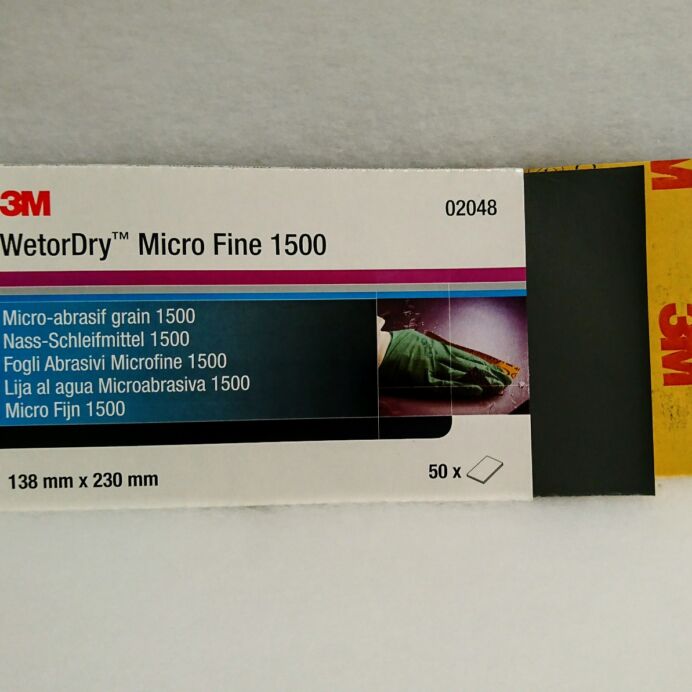 3M
02048
WetorDry™ Micro Fine 1500
Micro-abrasif grain 1500
Nass-Schleifmittel 1500
Fogli Abrasivi Microfine 1500
Lija al agua Microabrasiva 1500
Micro Fijn 1500
138 mm x 230 mm
50 x
3M